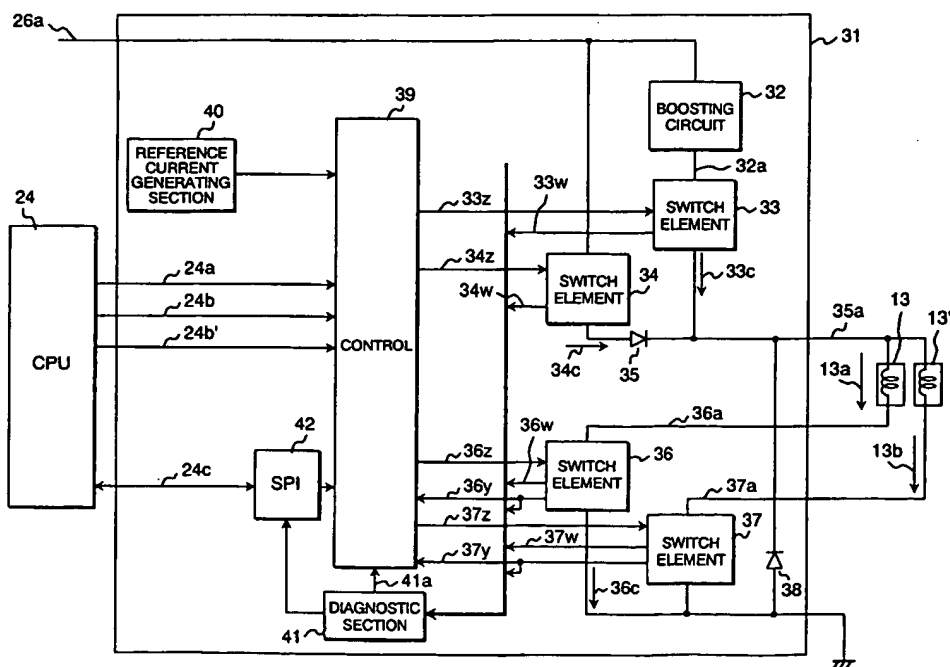 26a
31
32
BOOSTING
CIRCUIT
39
40
REFERENCE
CURRENT
GENERATING
SECTION
32a
33z
33w
SWITCH
ELEMENT
33
24
34z
33c
24a
34w
SWITCH
ELEMENT
34
24b
24b'
35a
13
13'
CPU
CONTROL
34c
35
13a
36a
42
36z
36w
SWITCH
ELEMENT
36
13b
24c
SPI
36y
37a
37z
37w
SWITCH
ELEMENT
37
37y
41a
36c
38
DIAGNOSTIC
SECTION
41